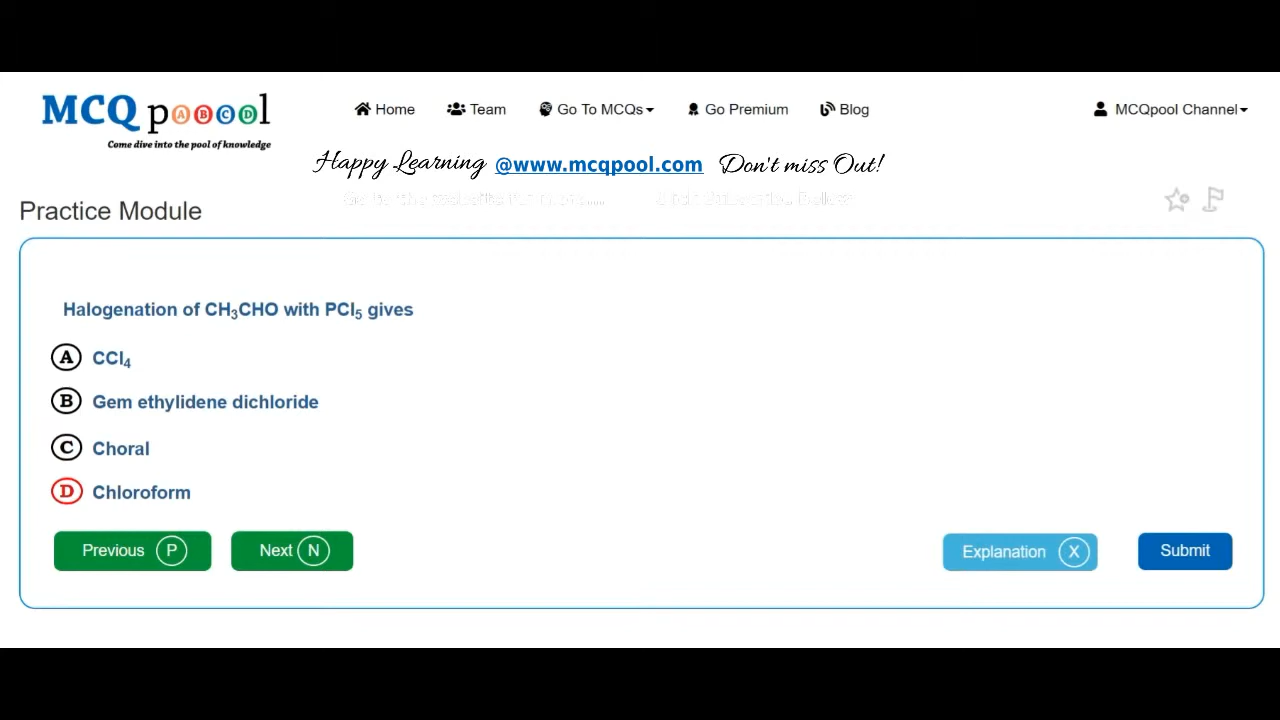 MCQ pooool
Come dive into the pool of knowledge
Home Team Go To MCQs Go Premium Blog MCQpool Channel
Happy Learning @www.mcqpool.com Don't miss Out!
Practice Module
Halogenation of CH₃CHO with PCl₅ gives
A CCl₄
B Gem ethylidene dichloride
C Choral
D Chloroform
Previous P Next N Explanation X Submit